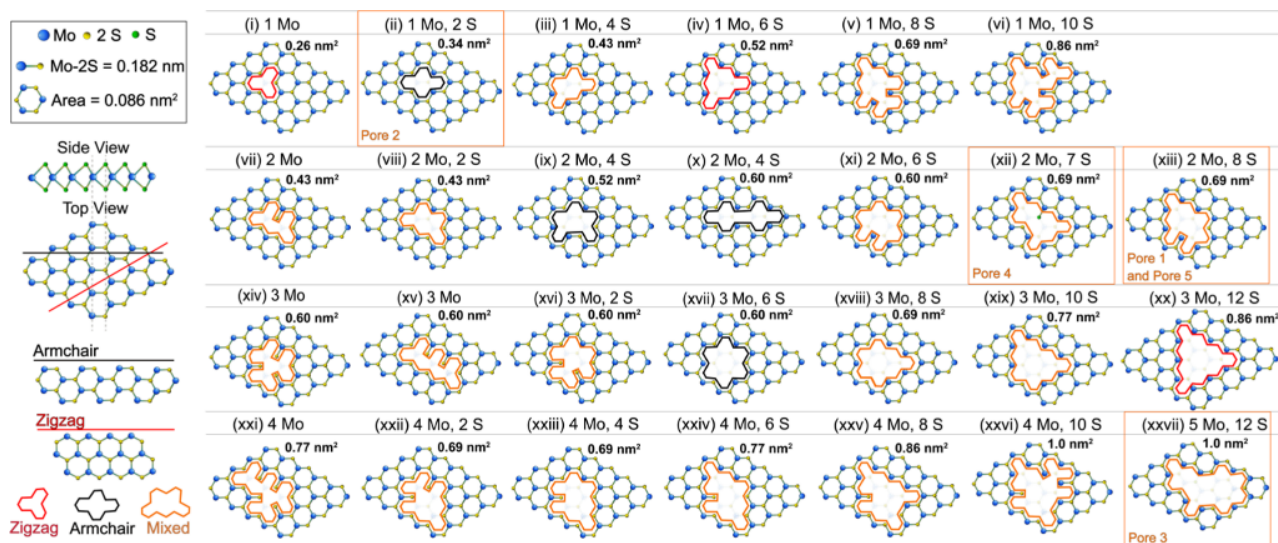 Mo 2 S S
Mo-2S = 0.182 nm
Area = 0.086 nm²
Side View
Top View
Armchair
Zigzag
Zigzag Armchair Mixed
(i) 1 Mo
0.26 nm²
(ii) 1 Mo, 2 S
0.34 nm²
Pore 2
(iii) 1 Mo, 4 S
0.43 nm²
(iv) 1 Mo, 6 S
0.52 nm²
(v) 1 Mo, 8 S
0.69 nm²
(vi) 1 Mo, 10 S
0.86 nm²
(vii) 2 Mo
0.43 nm²
(viii) 2 Mo, 2 S
0.43 nm²
(ix) 2 Mo, 4 S
0.52 nm²
(x) 2 Mo, 4 S
0.60 nm²
(xi) 2 Mo, 6 S
0.60 nm²
(xii) 2 Mo, 7 S
0.69 nm²
Pore 4
(xiii) 2 Mo, 8 S
0.69 nm²
Pore 1
and Pore 5
(xiv) 3 Mo
0.60 nm²
(xv) 3 Mo
0.60 nm²
(xvi) 3 Mo, 2 S
0.60 nm²
(xvii) 3 Mo, 6 S
0.60 nm²
(xviii) 3 Mo, 8 S
0.69 nm²
(xix) 3 Mo, 10 S
0.77 nm²
(xx) 3 Mo, 12 S
0.86 nm²
(xxi) 4 Mo
0.77 nm²
(xxii) 4 Mo, 2 S
0.69 nm²
(xxiii) 4 Mo, 4 S
0.69 nm²
(xxiv) 4 Mo, 6 S
0.77 nm²
(xxv) 4 Mo, 8 S
0.86 nm²
(xxvi) 4 Mo, 10 S
1.0 nm²
(xxvii) 5 Mo, 12 S
1.0 nm²
Pore 3